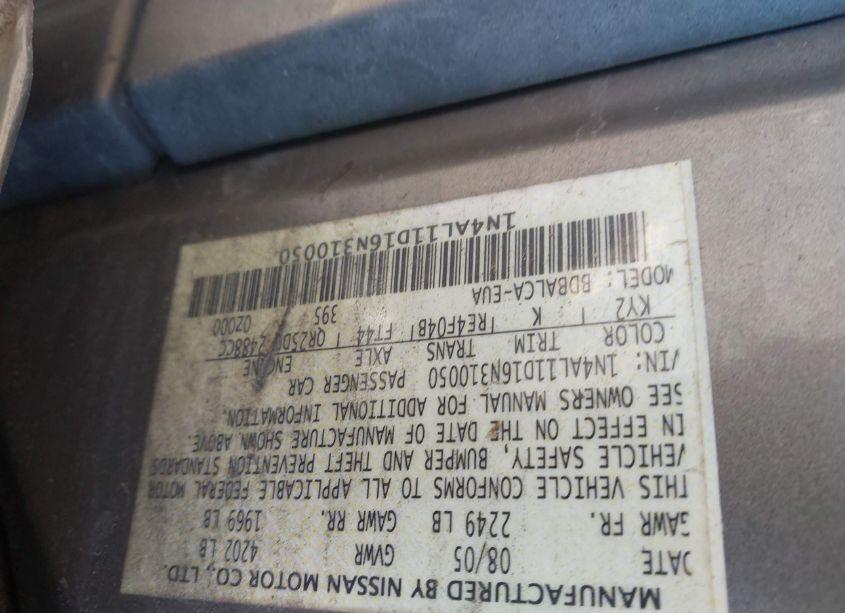 MANUFACTURED BY NISSAN MOTOR CO., LTD.
DATE 08/05 GVWR 4202 LB
GAWR FR. 2249 LB GAWR RR. 1969 LB
THIS VEHICLE CONFORMS TO ALL APPLICABLE FEDERAL MOTOR
VEHICLE SAFETY, BUMPER AND THEFT PREVENTION STANDARDS
IN EFFECT ON THE DATE OF MANUFACTURE SHOWN ABOVE.
SEE OWNERS MANUAL FOR ADDITIONAL INFORMATION.
VIN: 1N4AL11D16N310050 PASSENGER CAR
COLOR TRIM TRANS AXLE ENGINE
KY2 K RE4F04B FT44 QR25DE 2488CC
MODEL: BDBALCA-EUA 395 02000
1N4AL11D16N310050